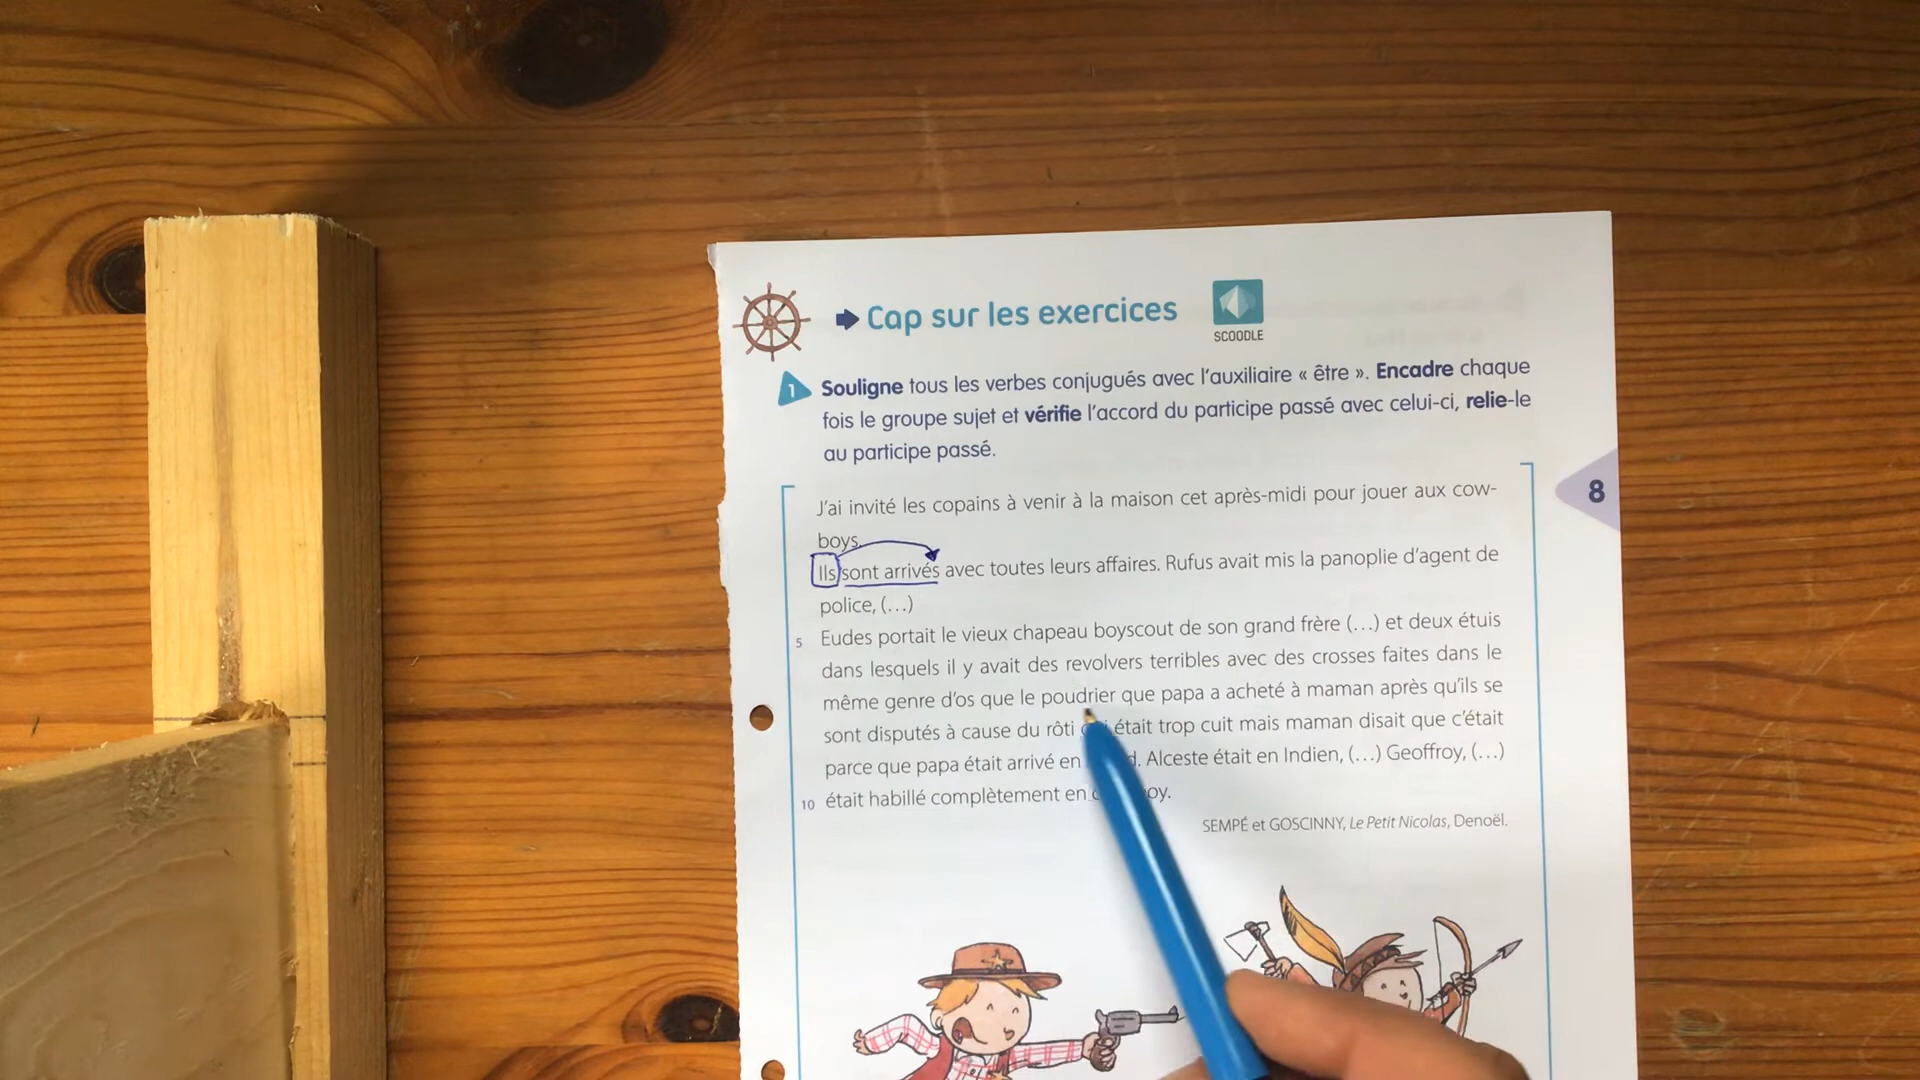 Cap sur les exercices
SCOODLE
1 Souligne tous les verbes conjugués avec l'auxiliaire « être ». Encadre chaque
fois le groupe sujet et vérifie l'accord du participe passé avec celui-ci, relie-le
au participe passé.
8
J'ai invité les copains à venir à la maison cet après-midi pour jouer aux cow-
boys.
Ils sont arrivés avec toutes leurs affaires. Rufus avait mis la panoplie d'agent de
police, (...)
5 Eudes portait le vieux chapeau boyscout de son grand frère (...) et deux étuis
dans lesquels il y avait des revolvers terribles avec des crosses faites dans le
même genre d'os que le poudrier que papa a acheté à maman après qu'ils se
sont disputés à cause du rôti était trop cuit mais maman disait que c'était
parce que papa était arrivé en Alceste était en Indien, (...) Geoffroy, (...)
10 était habillé complètement en
SEMPÉ et GOSCINNY, Le Petit Nicolas, Denoël.